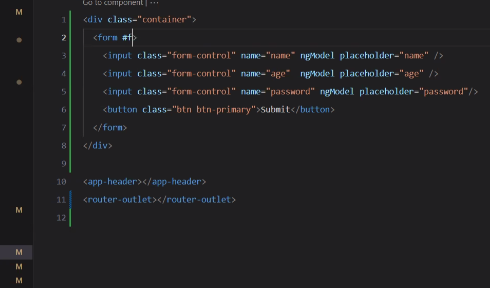 Go to component | ···
M
1 <div class="container">
2 <form #f>
3 <input class="form-control" name="name" ngModel placeholder="name" />
4 <input class="form-control" name="age"  ngModel placeholder="age" />
5 <input class="form-control" name="password" ngModel placeholder="password"/>
6 <button class="btn btn-primary">Submit</button>
7 </form>
8 </div>
9
10 <app-header></app-header>
M
11 <router-outlet></router-outlet>
12
M
M
M